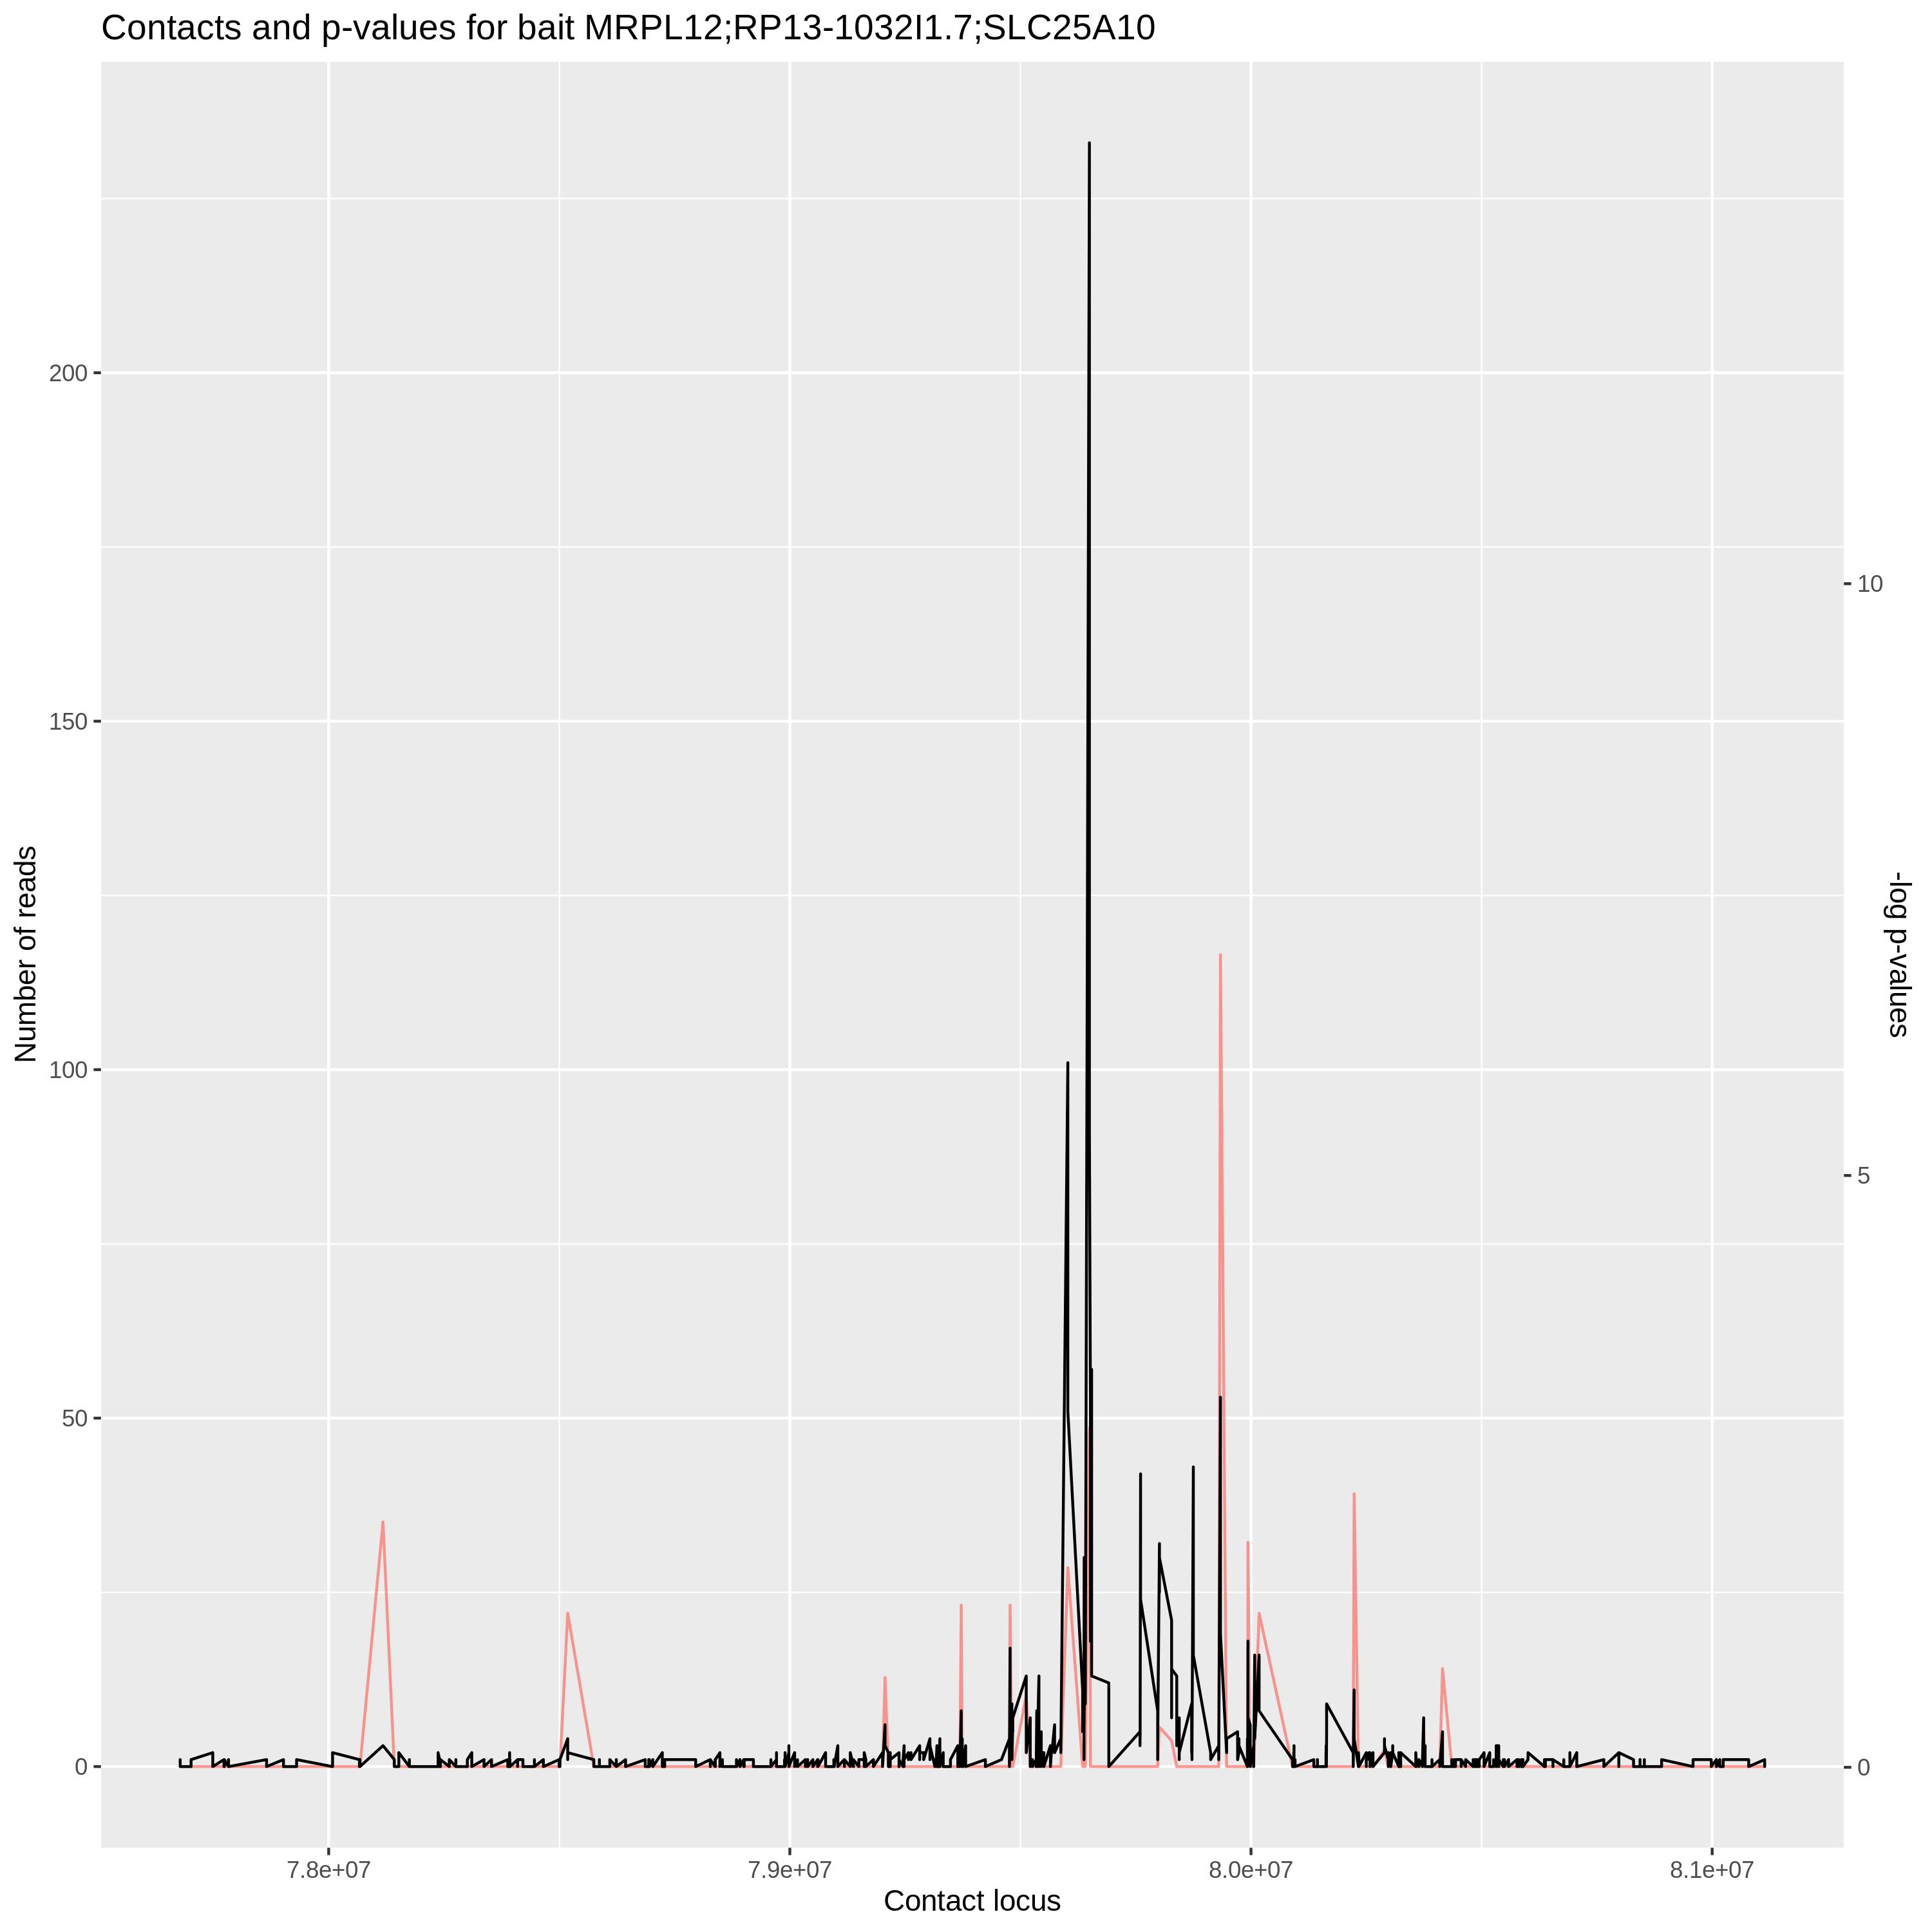 Contacts and p-values for bait MRPL12;RP13-1032I1.7;SLC25A10
Number of reads
200
150
100
50
0
10
5
0
-log p-values
7.8e+07
7.9e+07
8.0e+07
8.1e+07
Contact locus